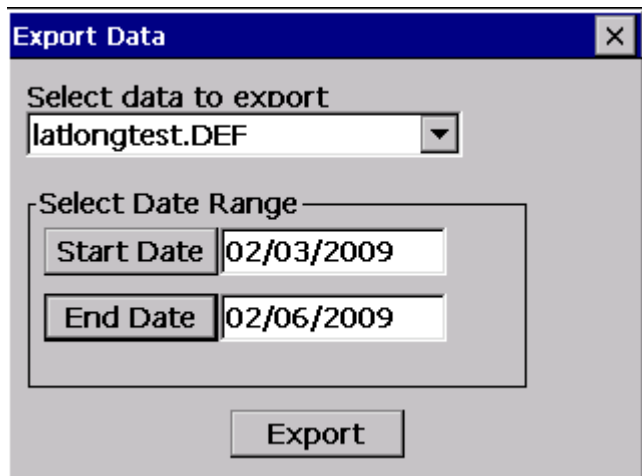 Export Data
Select data to export
latlongtest.DEF
Select Date Range
Start Date 02/03/2009
End Date 02/06/2009
Export